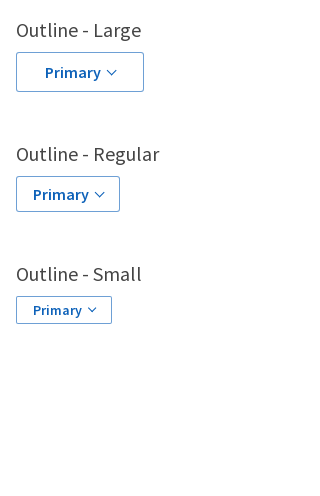 Outline - Large
Primary
Outline - Regular
Primary
Outline - Small
Primary